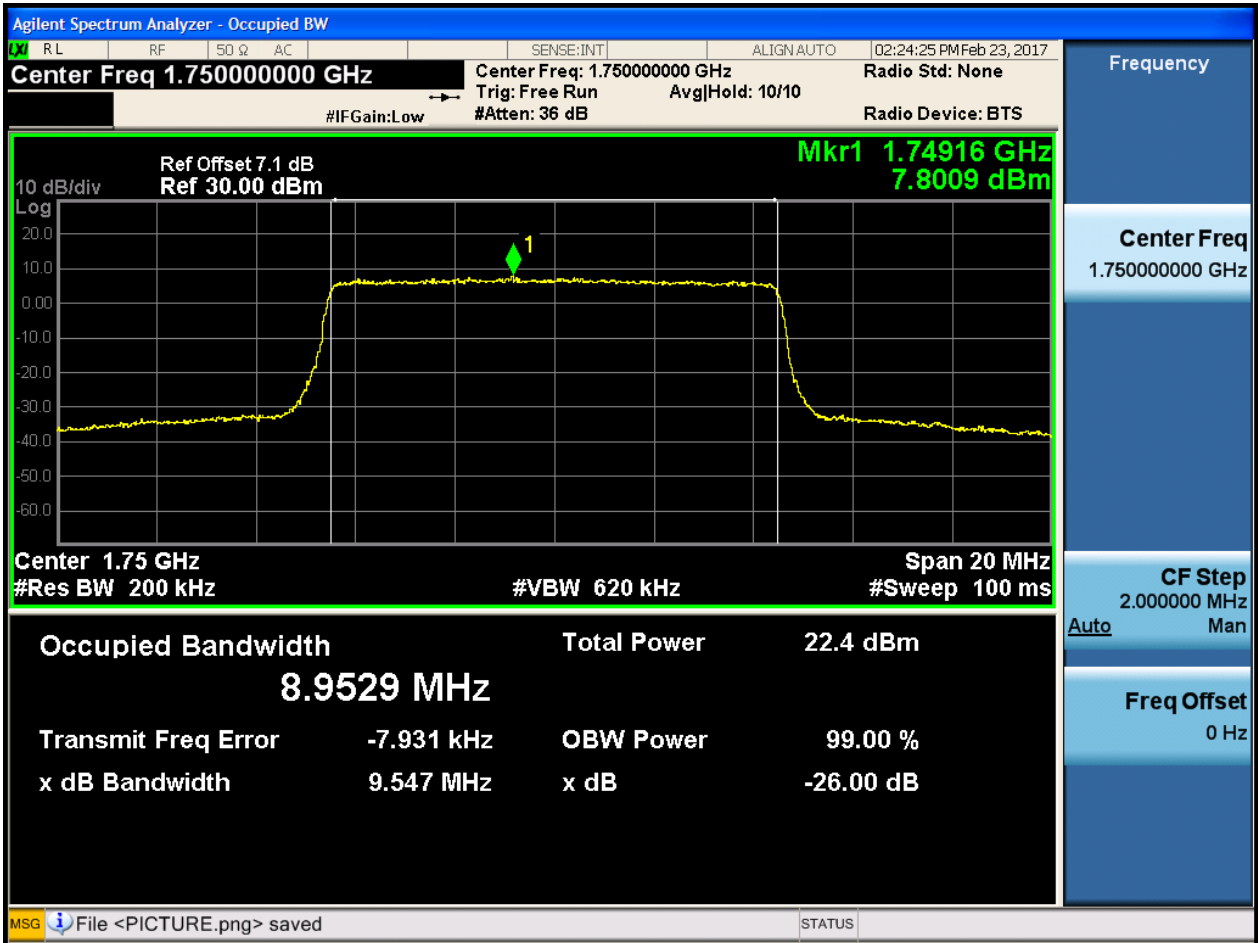 Agilent Spectrum Analyzer - Occupied BW
LXI RL RF 50 Ω AC SENSE:INT ALIGN AUTO 02:24:25 PM Feb 23, 2017
Center Freq 1.750000000 GHz
Center Freq: 1.750000000 GHz
Radio Std: None
Trig: Free Run Avg|Hold: 10/10
#IFGain:Low
#Atten: 36 dB
Radio Device: BTS
Mkr1 1.74916 GHz
7.8009 dBm
Ref Offset 7.1 dB
10 dB/div Ref 30.00 dBm
Log
20.0
10.0
0.00
-10.0
-20.0
-30.0
-40.0
-50.0
-60.0
1
Center 1.75 GHz Span 20 MHz
#Res BW 200 kHz #VBW 620 kHz #Sweep 100 ms
Occupied Bandwidth Total Power 22.4 dBm
8.9529 MHz
Transmit Freq Error -7.931 kHz OBW Power 99.00 %
x dB Bandwidth 9.547 MHz x dB -26.00 dB
Frequency
Center Freq
1.750000000 GHz
CF Step
2.000000 MHz
Auto Man
Freq Offset
0 Hz
MSG File <PICTURE.png> saved STATUS